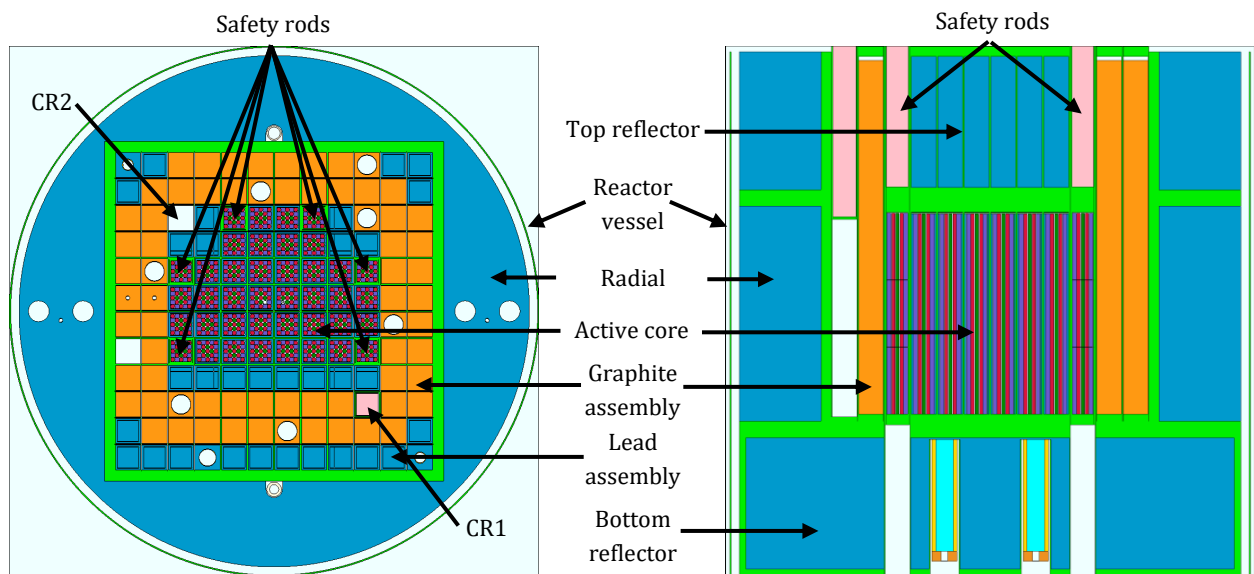 Safety rods
Safety rods
CR2
Top reflector
Reactor
vessel
Radial
Active core
Graphite
assembly
Lead
assembly
CR1
Bottom
reflector